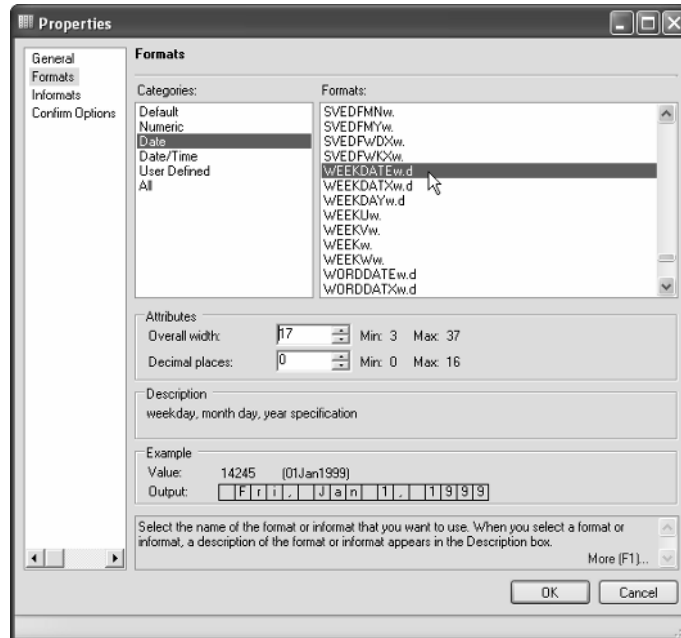 Properties
General
Formats
Informats
Confirm Options
Formats
Categories:
Default
Numeric
Date
Date/Time
User Defined
All
Formats:
SVEDFMNw.
SVEDFMYw.
SVEDFWDXw.
SVEDFWKXw.
WEEKDATEw.d
WEEKDATXw.d
WEEKDAYw.d
WEEKUw.
WEEKVw.
WEEKw.
WEEKWw.
WORDDATEw.d
WORDDATXw.d
Attributes
Overall width: 17 Min: 3 Max: 37
Decimal places: 0 Min: 0 Max: 16
Description
weekday, month day, year specification
Example
Value: 14245 (01Jan1999)
Output: Fri, Jan 1, 1999
Select the name of the format or informat that you want to use. When you select a format or
informat, a description of the format or informat appears in the Description box.
More (F1)...
OK Cancel